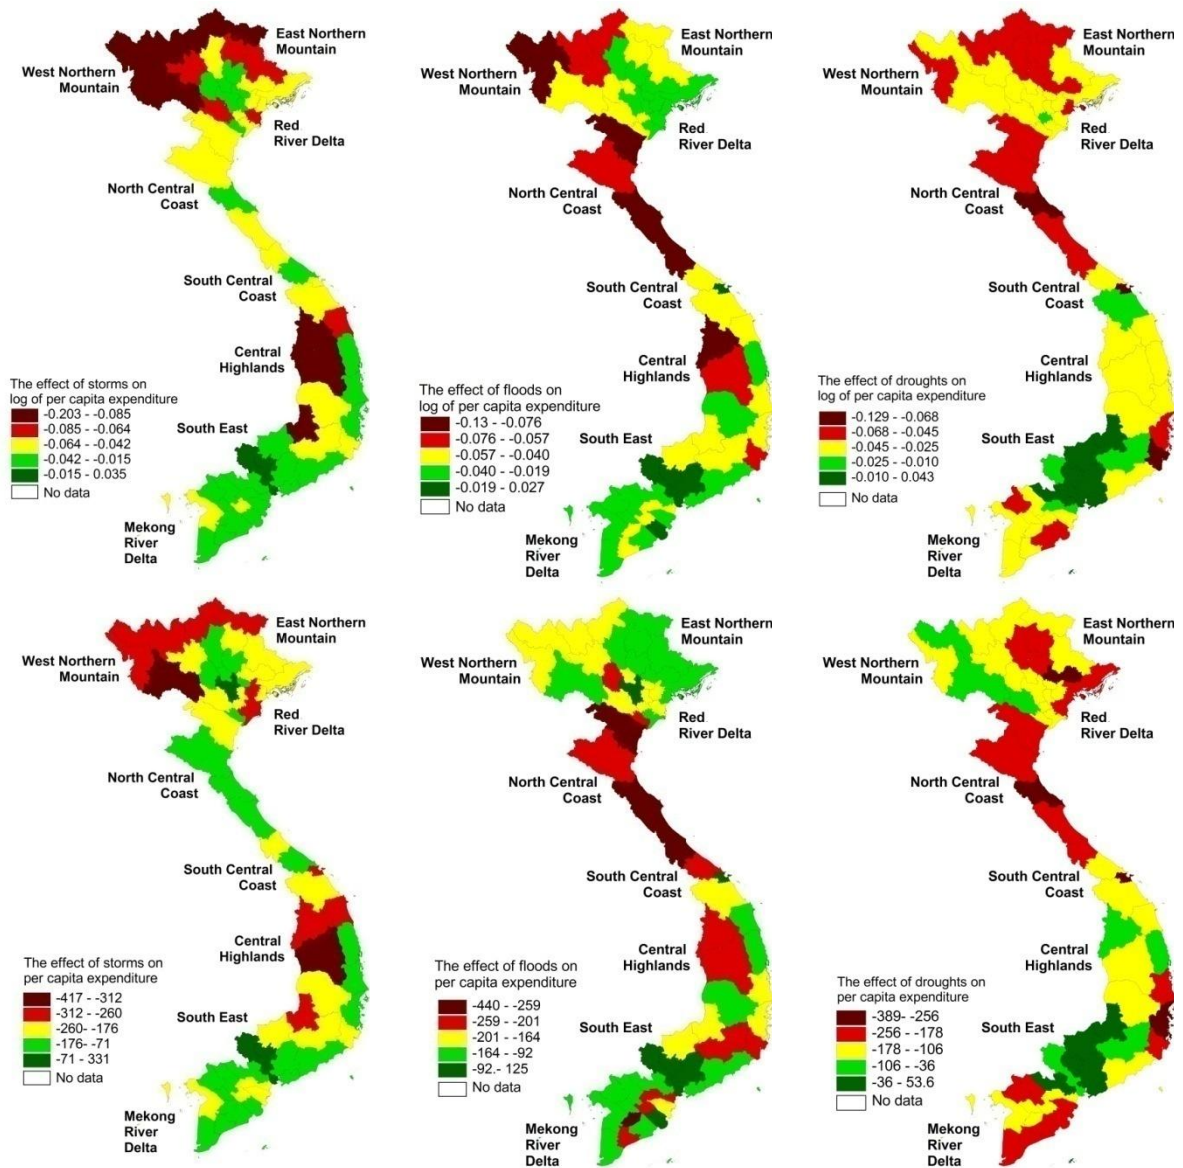 East Northern
Mountain
West Northern
Mountain
Red
River Delta
North Central
Coast
South Central
Coast
Central
Highlands
The effect of storms on
log of per capita expenditure
-0.203 - -0.085
-0.085 - -0.064
-0.064 - -0.042
-0.042 - -0.015
-0.015 - 0.035
No data
South East
Mekong
River
Delta
East Northern
Mountain
West Northern
Mountain
Red
River Delta
North Central
Coast
South Central
Coast
Central
Highlands
The effect of floods on
log of per capita expenditure
-0.13 - -0.076
-0.076 - -0.057
-0.057 - -0.040
-0.040 - -0.019
-0.019 - 0.027
No data
South East
Mekong
River
Delta
East Northern
Mountain
West Northern
Mountain
Red
River Delta
North Central
Coast
South Central
Coast
Central
Highlands
The effect of droughts on
log of per capita expenditure
-0.129 - -0.068
-0.068 - -0.045
-0.045 - -0.025
-0.025 - -0.010
-0.010 - 0.043
No data
South East
Mekong
River
Delta
East Northern
Mountain
West Northern
Mountain
Red
River Delta
North Central
Coast
South Central
Coast
Central
Highlands
The effect of storms on
per capita expenditure
-417 - -312
-312 - -260
-260- -176
-176- -71
-71 - 331
No data
South East
Mekong
River
Delta
East Northern
Mountain
West Northern
Mountain
Red
River Delta
North Central
Coast
South Central
Coast
Central
Highlands
The effect of floods on
per capita expenditure
-440 - -259
-259 - -201
-201 - -164
-164 - -92
-92.- 125
No data
South East
Mekong
River
Delta
East Northern
Mountain
West Northern
Mountain
Red
River Delta
North Central
Coast
South Central
Coast
Central
Highlands
The effect of droughts on
per capita expenditure
-389- -256
-256 - -178
-178 - -106
-106 - -36
-36 - 53.6
No data
South East
Mekong
River
Delta